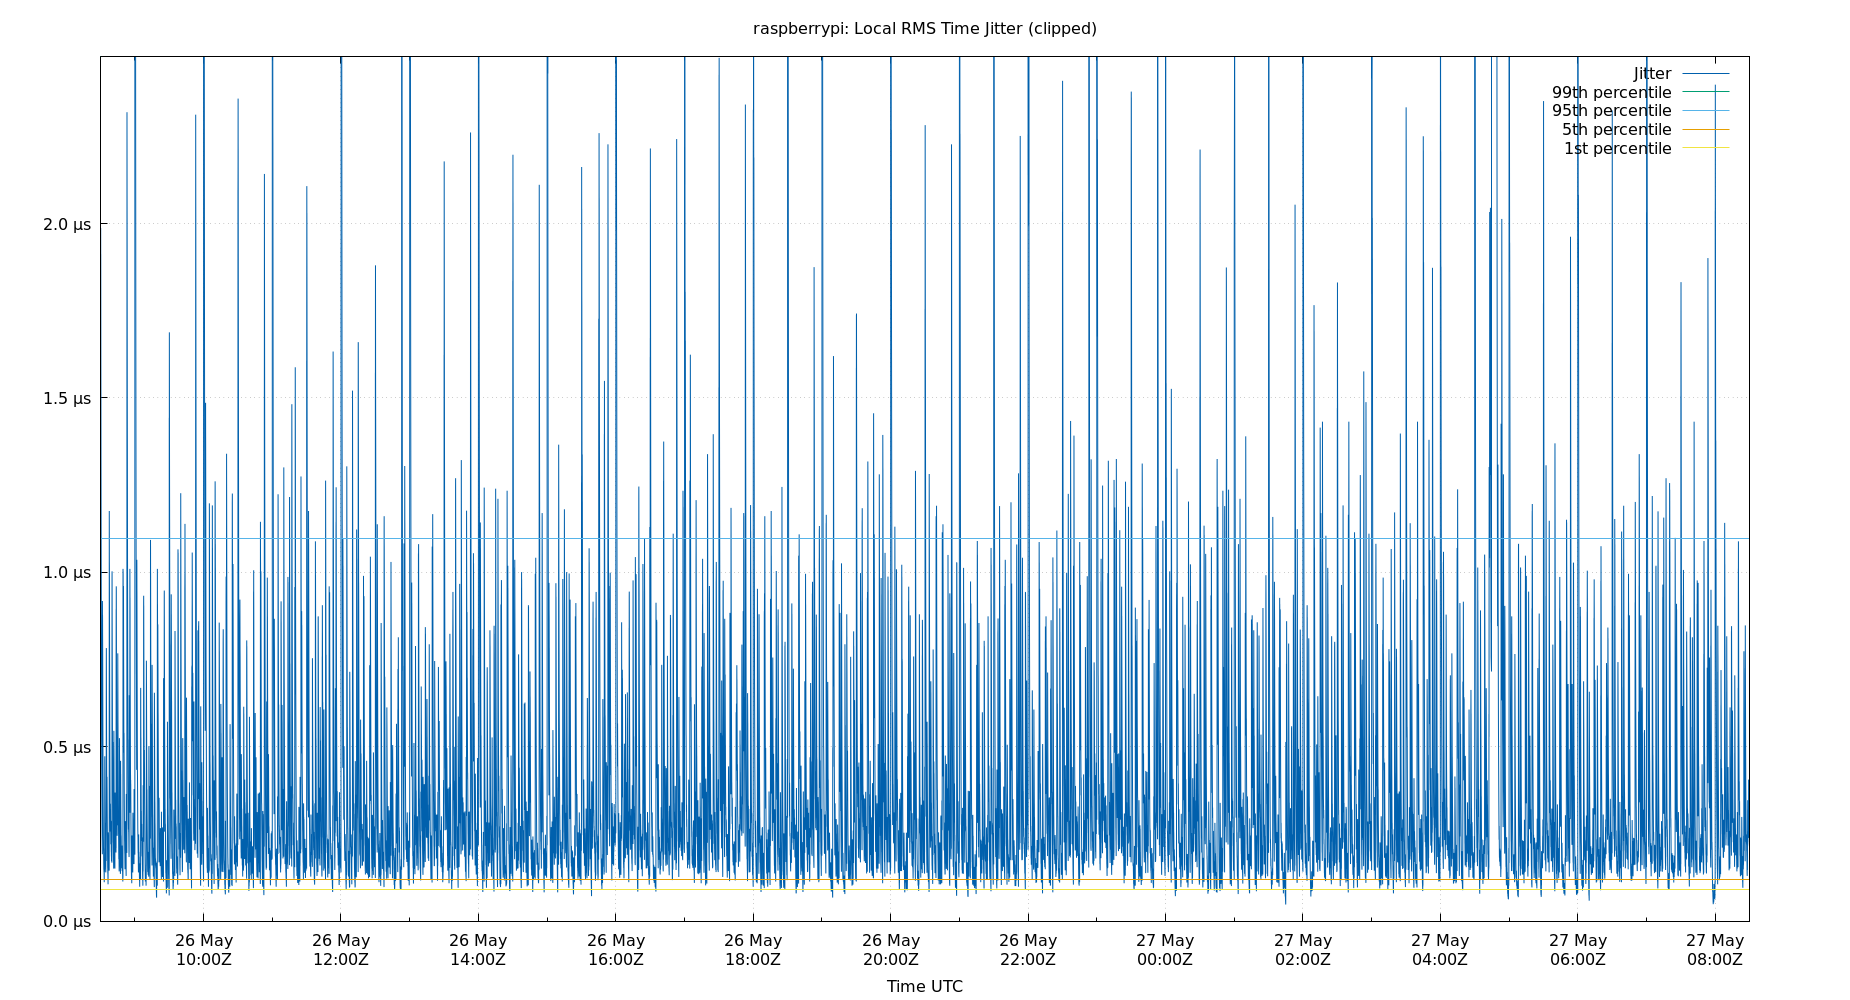 raspberrypi: Local RMS Time Jitter (clipped)
Jitter
99th percentile
95th percentile
5th percentile
1st percentile
2.0 µs
1.5 µs
1.0 µs
0.5 µs
0.0 µs
26 May 26 May 26 May 26 May 26 May 26 May 26 May 27 May 27 May 27 May 27 May 27 May
10:00Z 12:00Z 14:00Z 16:00Z 18:00Z 20:00Z 22:00Z 00:00Z 02:00Z 04:00Z 06:00Z 08:00Z
Time UTC